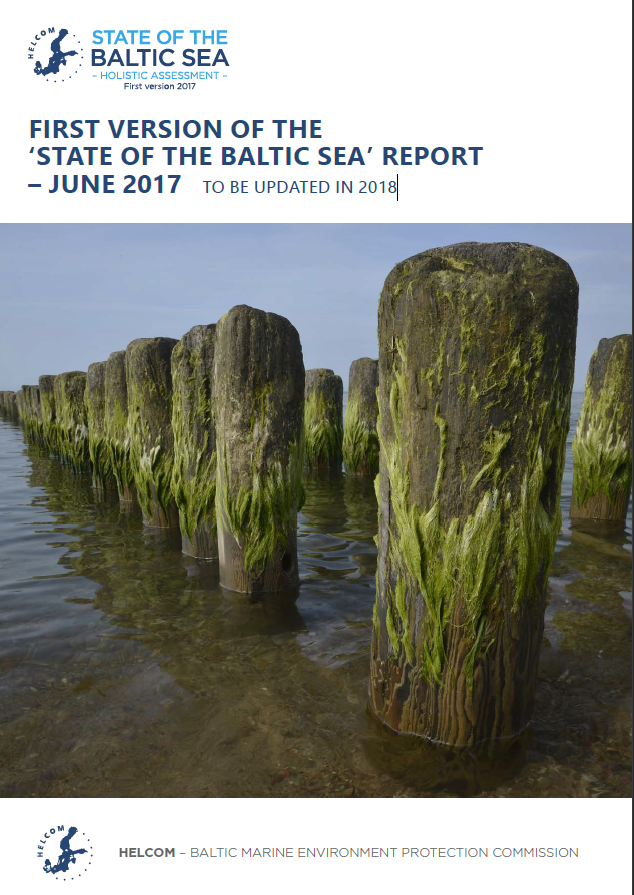 HELCOM
STATE OF THE
BALTIC SEA
– HOLISTIC ASSESSMENT –
First version 2017
FIRST VERSION OF THE
‘STATE OF THE BALTIC SEA’ REPORT
– JUNE 2017 TO BE UPDATED IN 2018
HELCOM
HELCOM – BALTIC MARINE ENVIRONMENT PROTECTION COMMISSION